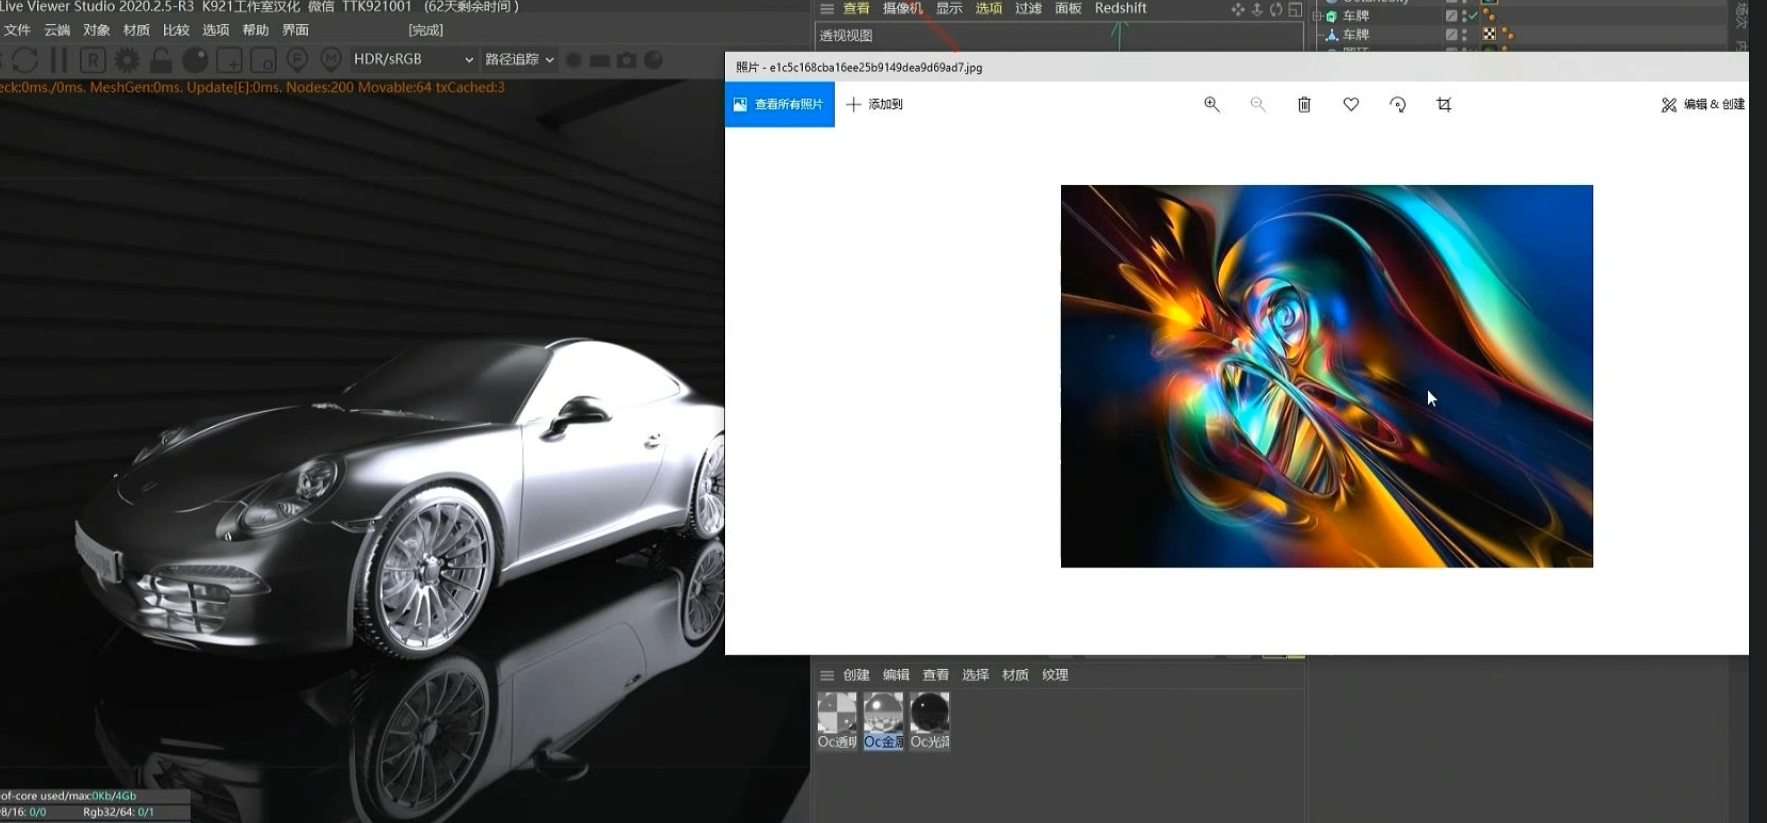 Live Viewer Studio 2020.2.5-R3 K921工作室汉化 微信 TTK921001 (62天剩余时间)
文件 云端 对象 材质 比较 选项 帮助 界面 [完成]
HDR/sRGB 路径追踪
eck:0ms./0ms. MeshGen:0ms. Update[E]:0ms. Nodes:200 Movable:64 txCached:3
查看 摄像机 显示 选项 过滤 面板 Redshift
透视视图
车牌
车牌
照片 - e1c5c168cba16ee25b9149dea9d69ad7.jpg
查看所有照片 添加到 编辑 & 创建
创建 编辑 查看 选择 材质 纹理
Oc透明 Oc金属 Oc光泽
-of-core used/max:0Kb/4Gb
8/16: 0/0 Rgb32/64: 0/1